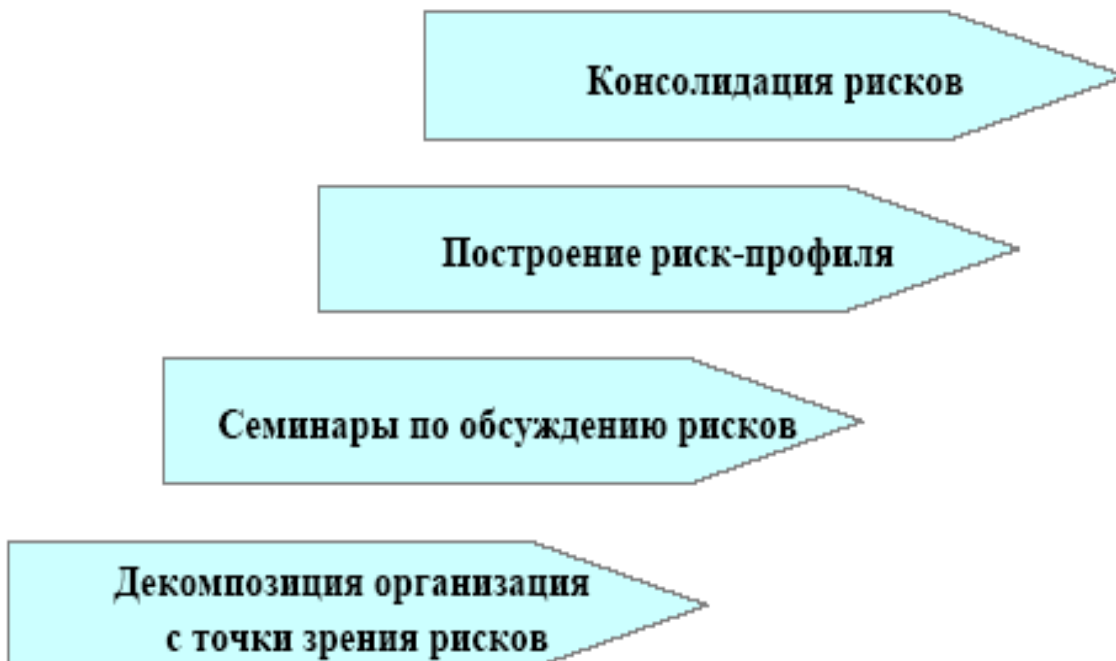 Консолидация рисков
Построение риск-профиля
Семинары по обсуждению рисков
Декомпозиция организация
с точки зрения рисков